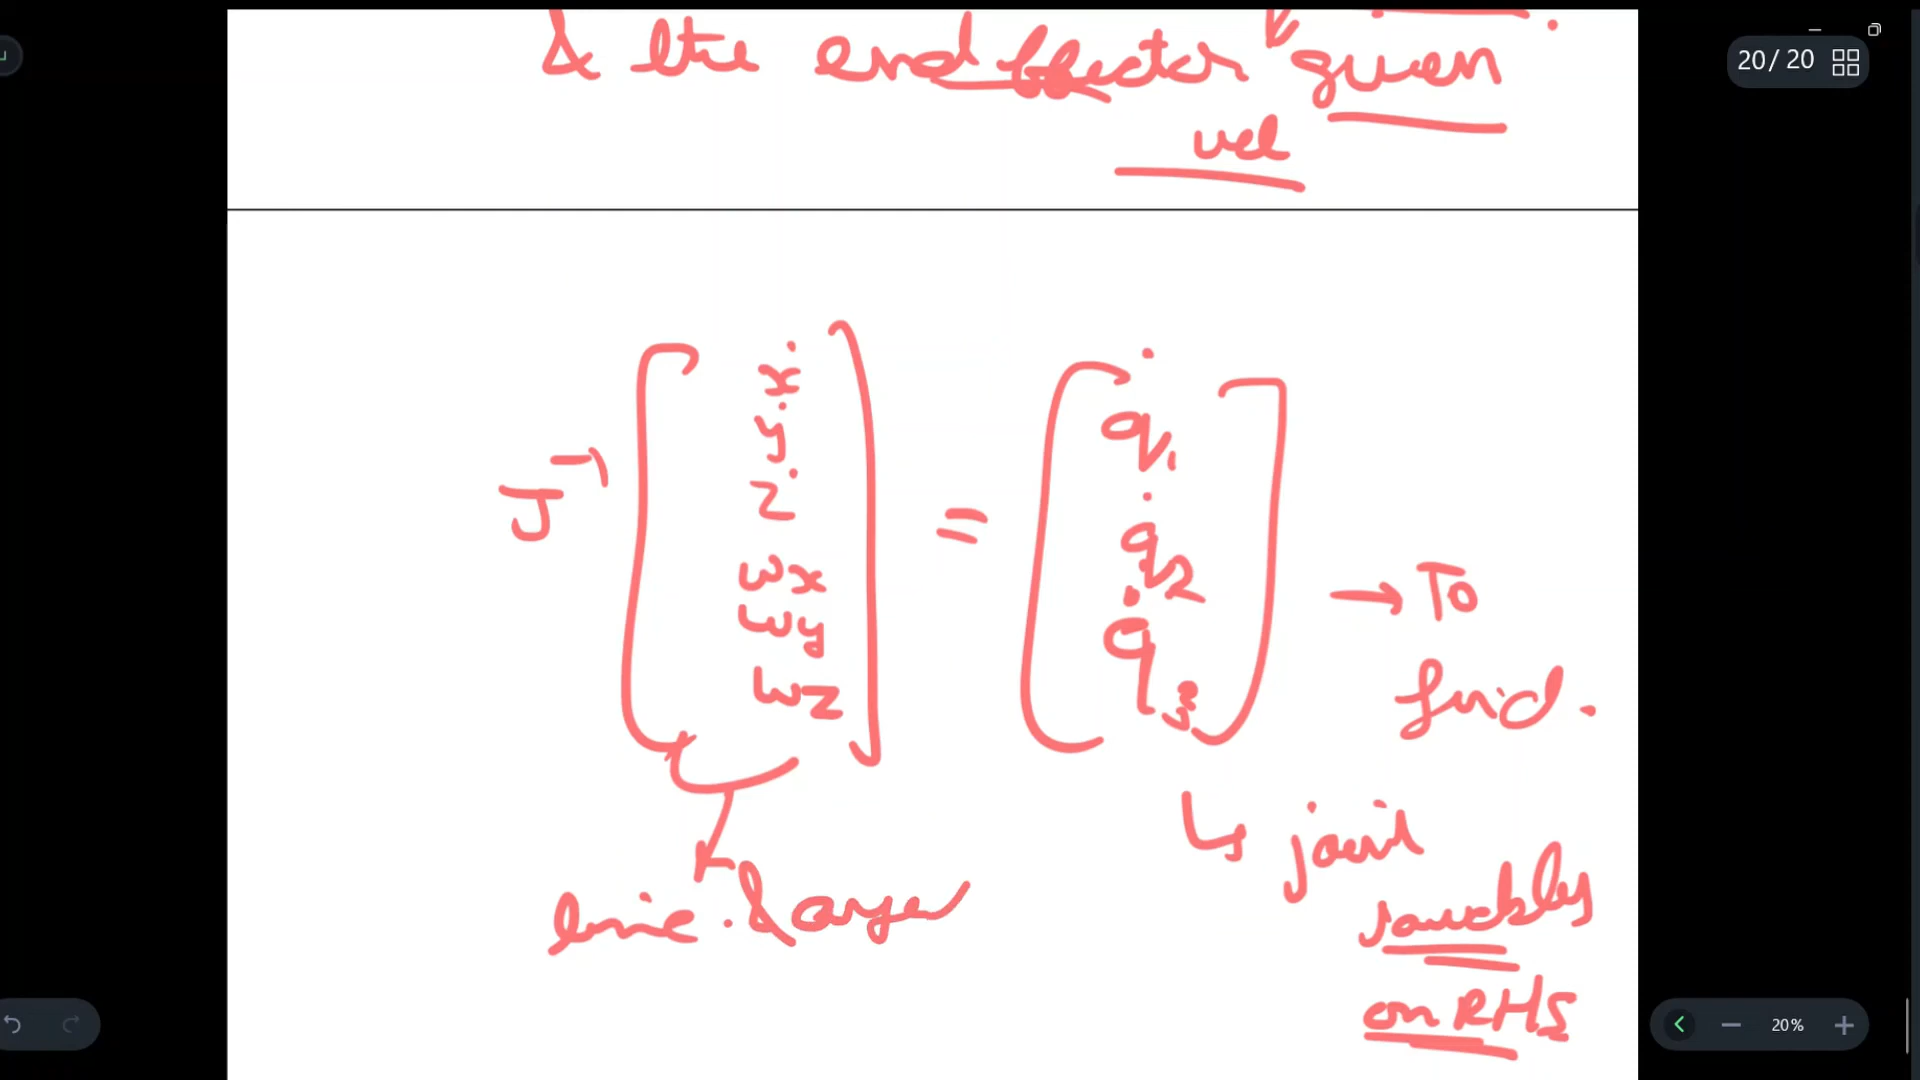 20 / 20
& the end effector given
vel
J⁻¹ [ẋ ẏ ż ωx ωy ωz] = [q̇₁ q̇₂ q̇₃] → To find.
↳ joint
on RHS
20%